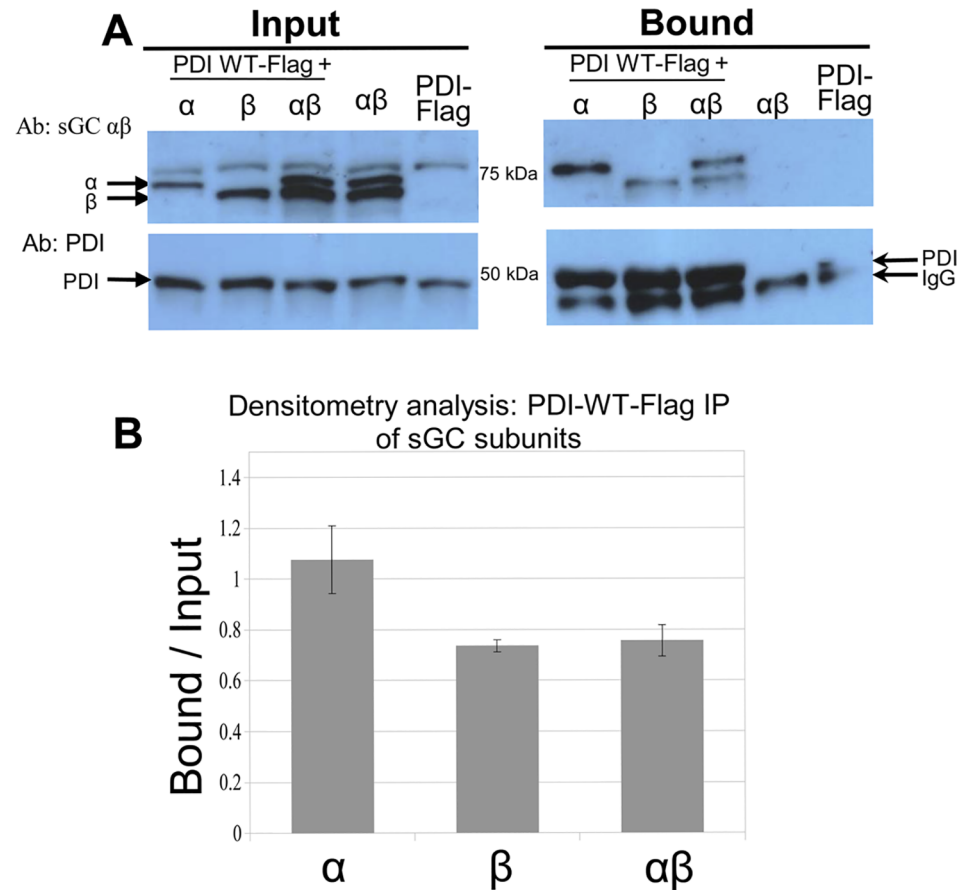 A
Input
Bound
PDI WT-Flag +
PDI-
Flag
α
β
αβ
αβ
PDI WT-Flag +
PDI-
Flag
α
β
αβ
αβ
Ab: sGC αβ
α
β
75 kDa
Ab: PDI
PDI
50 kDa
PDI
IgG
B
Densitometry analysis: PDI-WT-Flag IP
of sGC subunits
Bound / Input
1.4
1.2
1
0.8
0.6
0.4
0.2
0
α
β
αβ